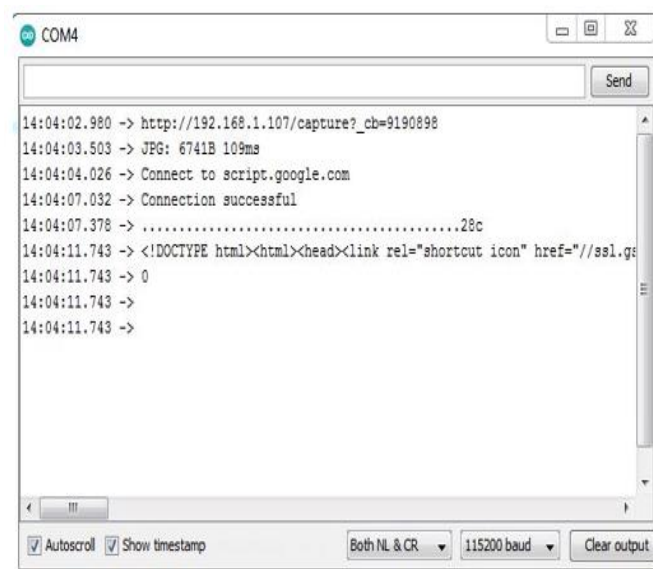 COM4
Send
14:04:02.980 -> http://192.168.1.107/capture?_cb=9190898
14:04:03.503 -> JPG: 6741B 109ms
14:04:04.026 -> Connect to script.google.com
14:04:07.032 -> Connection successful
14:04:07.378 -> ...........................................28c
14:04:11.743 -> <!DOCTYPE html><html><head><link rel="shortcut icon" href="//ssl.gs
14:04:11.743 -> 0
14:04:11.743 ->
14:04:11.743 ->
Autoscroll Show timestamp Both NL & CR 115200 baud Clear output